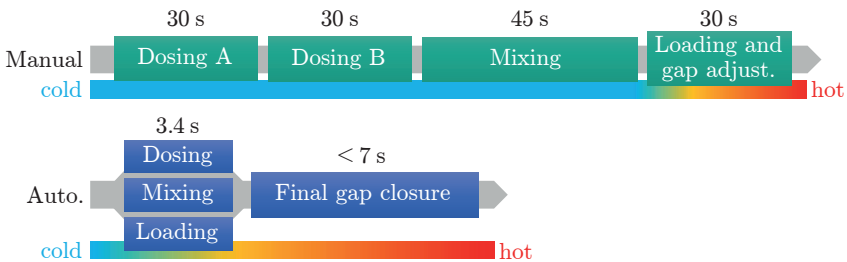 30 s 30 s 45 s 30 s
Manual Dosing A Dosing B Mixing Loading and
gap adjust.
cold hot
3.4 s
Dosing < 7 s
Auto. Mixing Final gap closure
Loading
cold hot